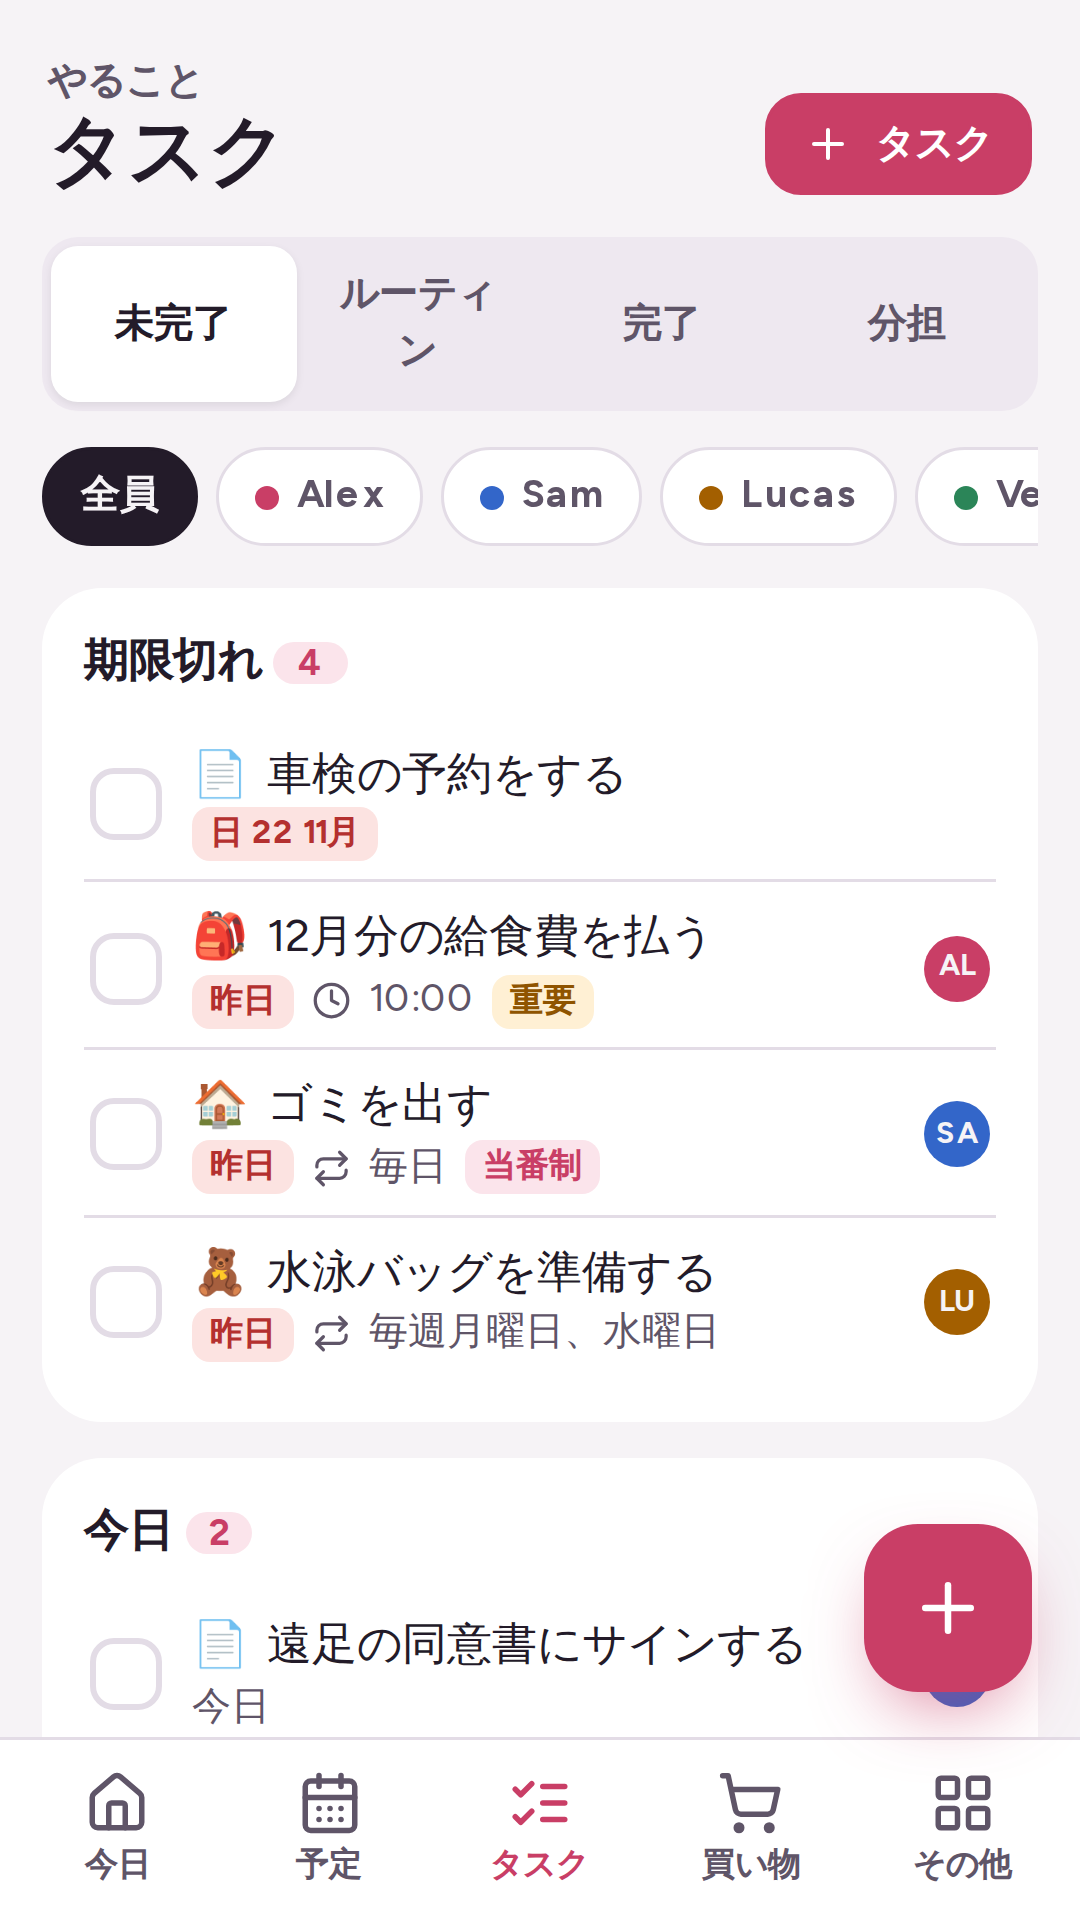 やること
タスク
タスク
未完了
ルーティ
ン
完了
分担
全員
Alex
Sam
Lucas
Ve
期限切れ 4
車検の予約をする
日 22 11月
12月分の給食費を払う
昨日 10:00 重要
AL
ゴミを出す
昨日 毎日 当番制
SA
水泳バッグを準備する
昨日 毎週月曜日、水曜日
LU
今日 2
遠足の同意書にサインする
今日
今日
予定
タスク
買い物
その他